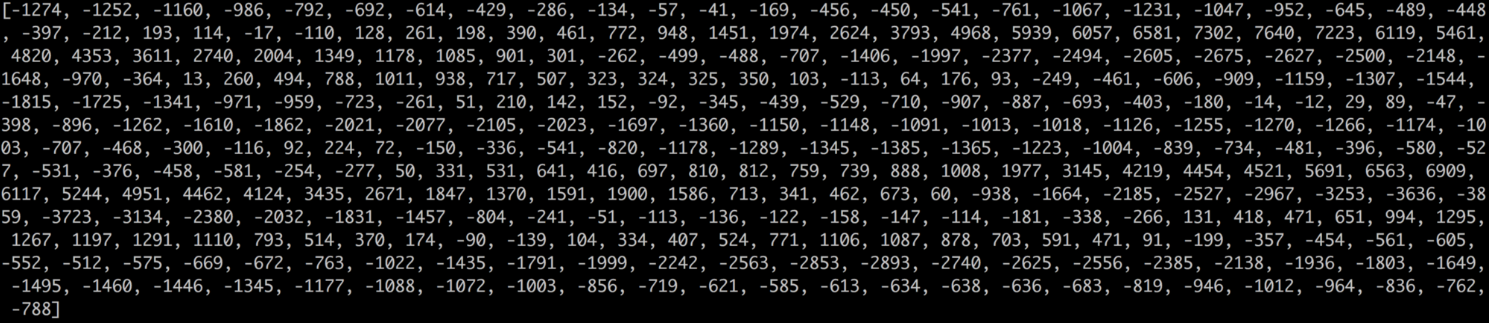 [-1274, -1252, -1160, -986, -792, -692, -614, -429, -286, -134, -57, -41, -169, -456, -450, -541, -761, -1067, -1231, -1047, -952, -645, -489, -448
, -397, -212, 193, 114, -17, -110, 128, 261, 198, 390, 461, 772, 948, 1451, 1974, 2624, 3793, 4968, 5939, 6057, 6581, 7302, 7640, 7223, 6119, 5461,
4820, 4353, 3611, 2740, 2004, 1349, 1178, 1085, 901, 301, -262, -499, -488, -707, -1406, -1997, -2377, -2494, -2605, -2675, -2627, -2500, -2148, -
1648, -970, -364, 13, 260, 494, 788, 1011, 938, 717, 507, 323, 324, 325, 350, 103, -113, 64, 176, 93, -249, -461, -606, -909, -1159, -1307, -1544,
-1815, -1725, -1341, -971, -959, -723, -261, 51, 210, 142, 152, -92, -345, -439, -529, -710, -907, -887, -693, -403, -180, -14, -12, 29, 89, -47, -
398, -896, -1262, -1610, -1862, -2021, -2077, -2105, -2023, -1697, -1360, -1150, -1148, -1091, -1013, -1018, -1126, -1255, -1270, -1266, -1174, -10
03, -707, -468, -300, -116, 92, 224, 72, -150, -336, -541, -820, -1178, -1289, -1345, -1385, -1365, -1223, -1004, -839, -734, -481, -396, -580, -52
7, -531, -376, -458, -581, -254, -277, 50, 331, 531, 641, 416, 697, 810, 812, 759, 739, 888, 1008, 1977, 3145, 4219, 4454, 4521, 5691, 6563, 6909,
6117, 5244, 4951, 4462, 4124, 3435, 2671, 1847, 1370, 1591, 1900, 1586, 713, 341, 462, 673, 60, -938, -1664, -2185, -2527, -2967, -3253, -3636, -38
59, -3723, -3134, -2380, -2032, -1831, -1457, -804, -241, -51, -113, -136, -122, -158, -147, -114, -181, -338, -266, 131, 418, 471, 651, 994, 1295,
1267, 1197, 1291, 1110, 793, 514, 370, 174, -90, -139, 104, 334, 407, 524, 771, 1106, 1087, 878, 703, 591, 471, 91, -199, -357, -454, -561, -605,
-552, -512, -575, -669, -672, -763, -1022, -1435, -1791, -1999, -2242, -2563, -2853, -2893, -2740, -2625, -2556, -2385, -2138, -1936, -1803, -1649,
-1495, -1460, -1446, -1345, -1177, -1088, -1072, -1003, -856, -719, -621, -585, -613, -634, -638, -636, -683, -819, -946, -1012, -964, -836, -762,
-788]